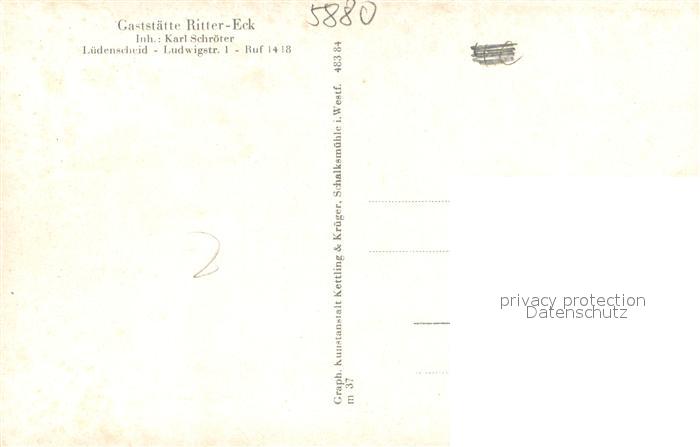 Gaststätte Ritter-Eck
Inh.: Karl Schröter
Lüdenscheid - Ludwigstr. 1 - Ruf 1418
5880
2
Graph. Kunstanstalt Kettling & Krüger, Schalksmühle i. Westf. 483 84
m 37
privacy protection
Datenschutz